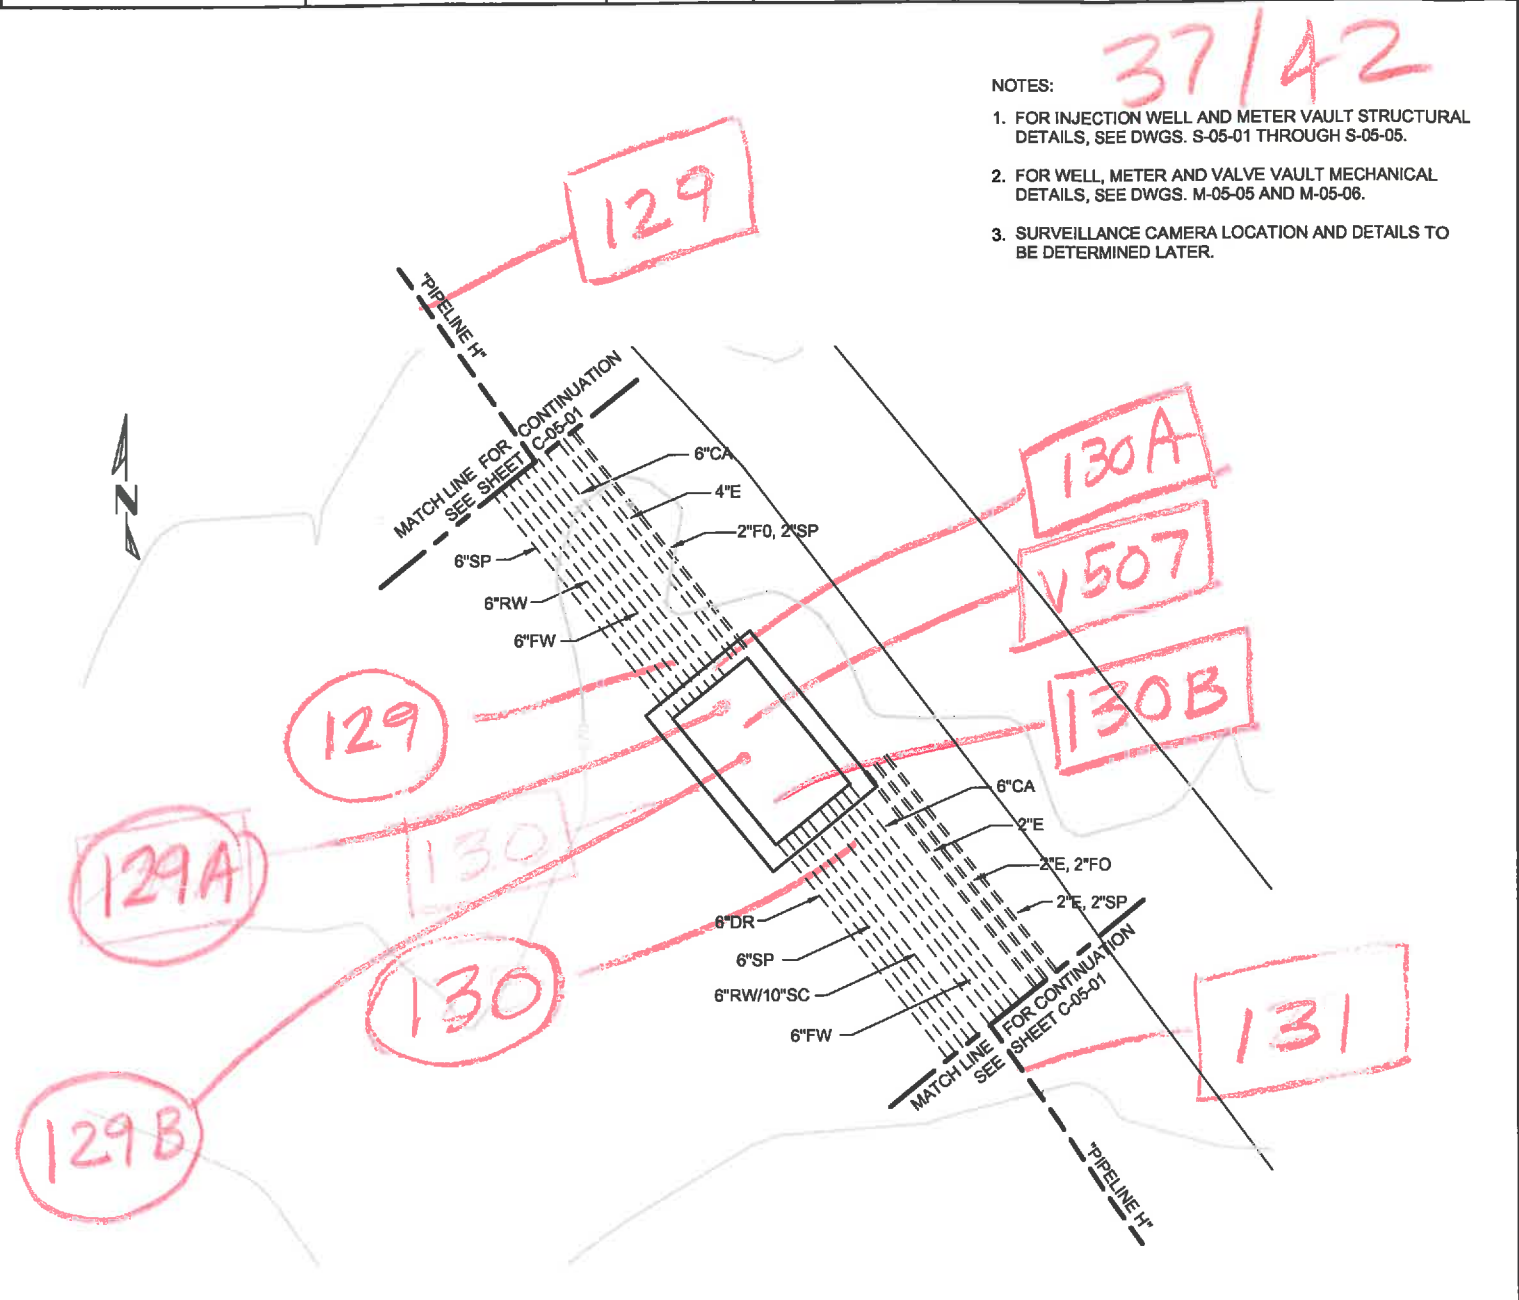 37/42
NOTES:
1. FOR INJECTION WELL AND METER VAULT STRUCTURAL
DETAILS, SEE DWGS. S-05-01 THROUGH S-05-05.
2. FOR WELL, METER AND VALVE VAULT MECHANICAL
DETAILS, SEE DWGS. M-05-05 AND M-05-06.
3. SURVEILLANCE CAMERA LOCATION AND DETAILS TO
BE DETERMINED LATER.
129
"PIPELINE H"
MATCH LINE FOR CONTINUATION
SEE SHEET C-05-01
N
6"CA
4"E
2"F0, 2"SP
6"SP
6"RW
6"FW
130A
V507
130B
129
129A
130
129B
130
131
6"CA
2"E
2"E, 2"FO
2"E, 2"SP
6"DR
6"SP
6"RW/10"SC
6"FW
MATCH LINE FOR CONTINUATION
SEE SHEET C-05-01
"PIPELINE H"